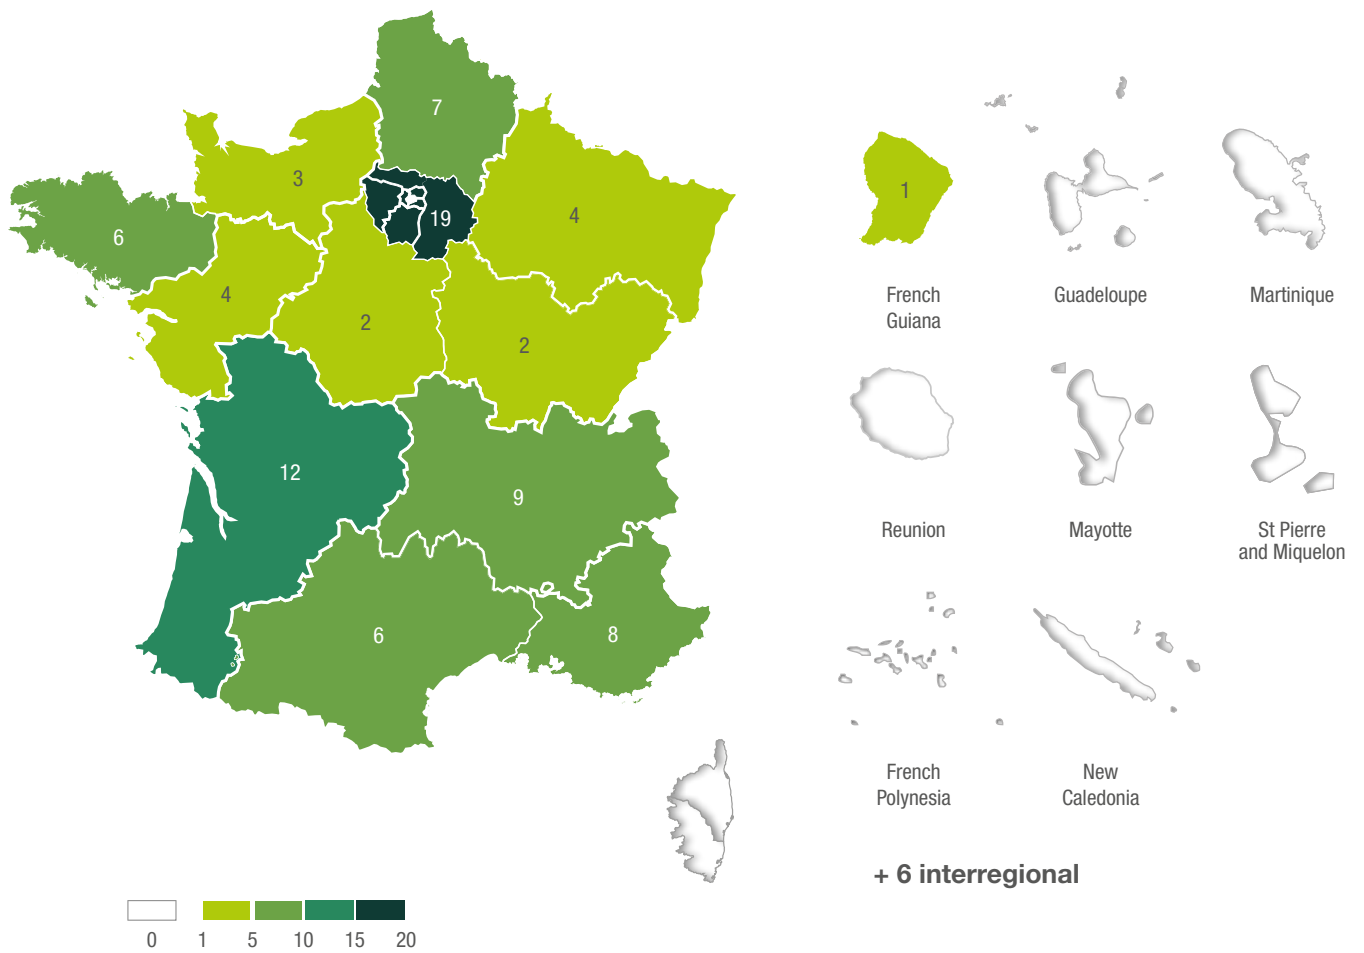 7
3
19
4
6
4
2
2
12
9
6
8
1
French
Guiana
Guadeloupe
Martinique
Reunion
Mayotte
St Pierre
and Miquelon
French
Polynesia
New
Caledonia
+ 6 interregional
0 1 5 10 15 20